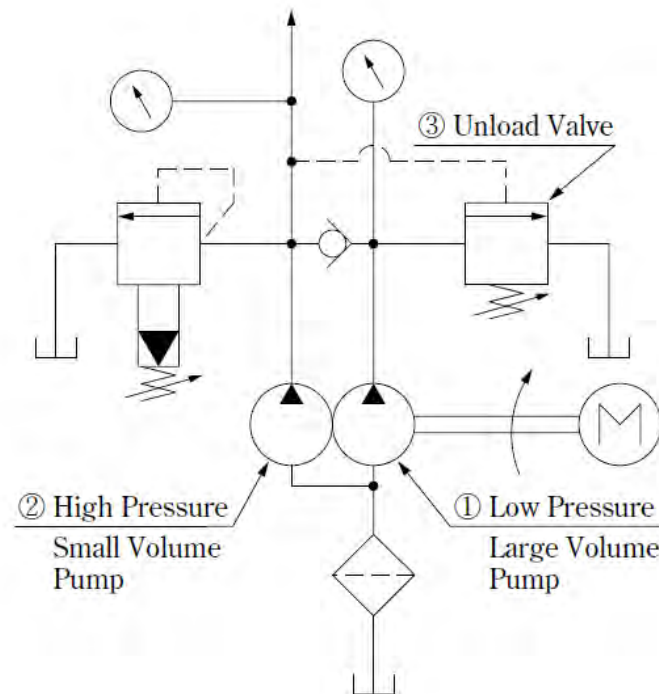 ③ Unload Valve
M
② High Pressure
Small Volume
Pump
① Low Pressure
Large Volume
Pump